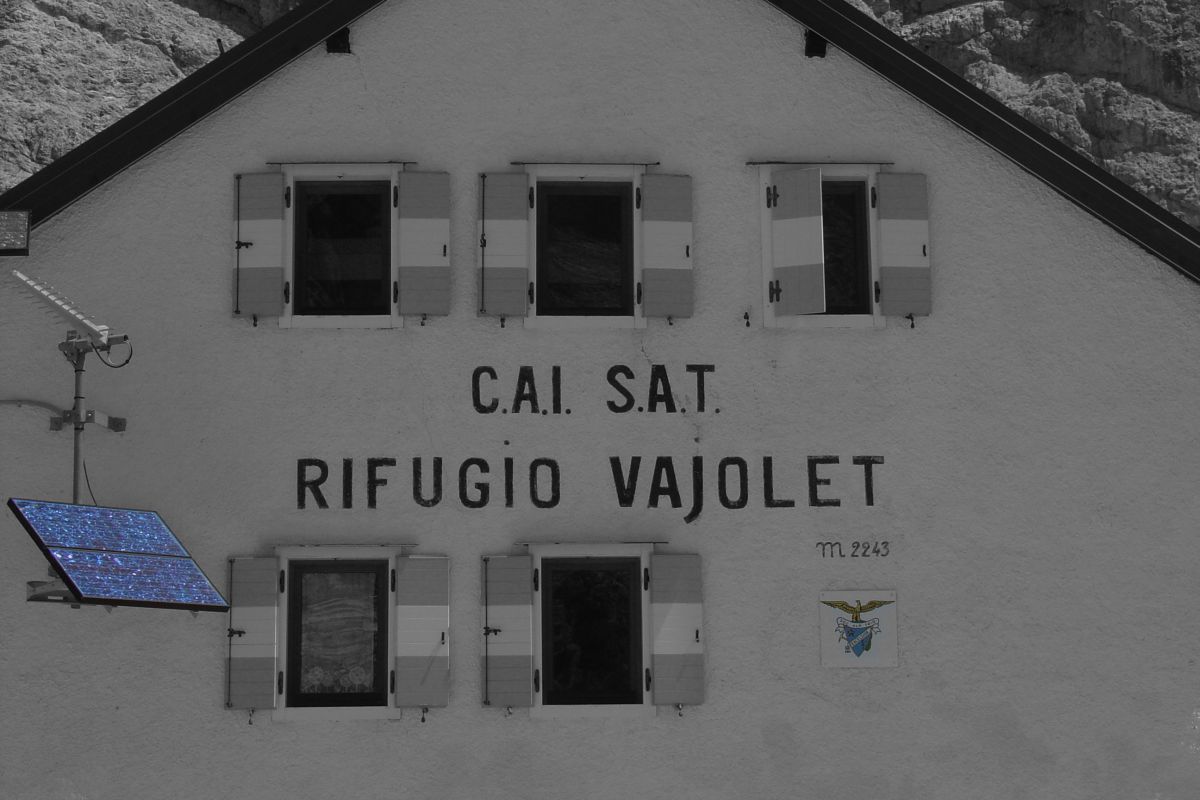 C.A.I. S.A.T.
RIFUGIO VAJOLET
m 2243